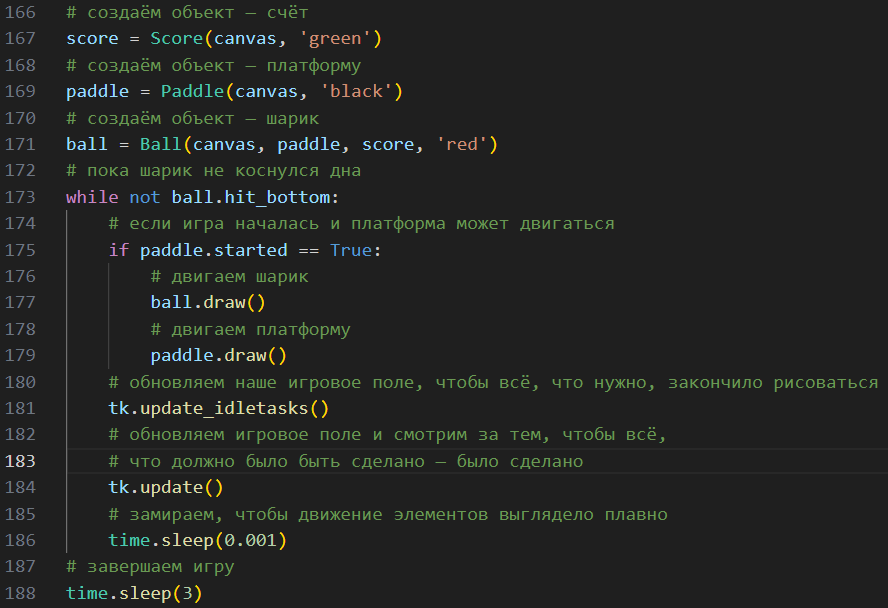 166 # создаём объект — счёт
167 score = Score(canvas, 'green')
168 # создаём объект — платформу
169 paddle = Paddle(canvas, 'black')
170 # создаём объект — шарик
171 ball = Ball(canvas, paddle, score, 'red')
172 # пока шарик не коснулся дна
173 while not ball.hit_bottom:
174     # если игра началась и платформа может двигаться
175     if paddle.started == True:
176         # двигаем шарик
177         ball.draw()
178         # двигаем платформу
179         paddle.draw()
180     # обновляем наше игровое поле, чтобы всё, что нужно, закончило рисоваться
181     tk.update_idletasks()
182     # обновляем игровое поле и смотрим за тем, чтобы всё,
183     # что должно было быть сделано — было сделано
184     tk.update()
185     # замираем, чтобы движение элементов выглядело плавно
186     time.sleep(0.001)
187 # завершаем игру
188 time.sleep(3)